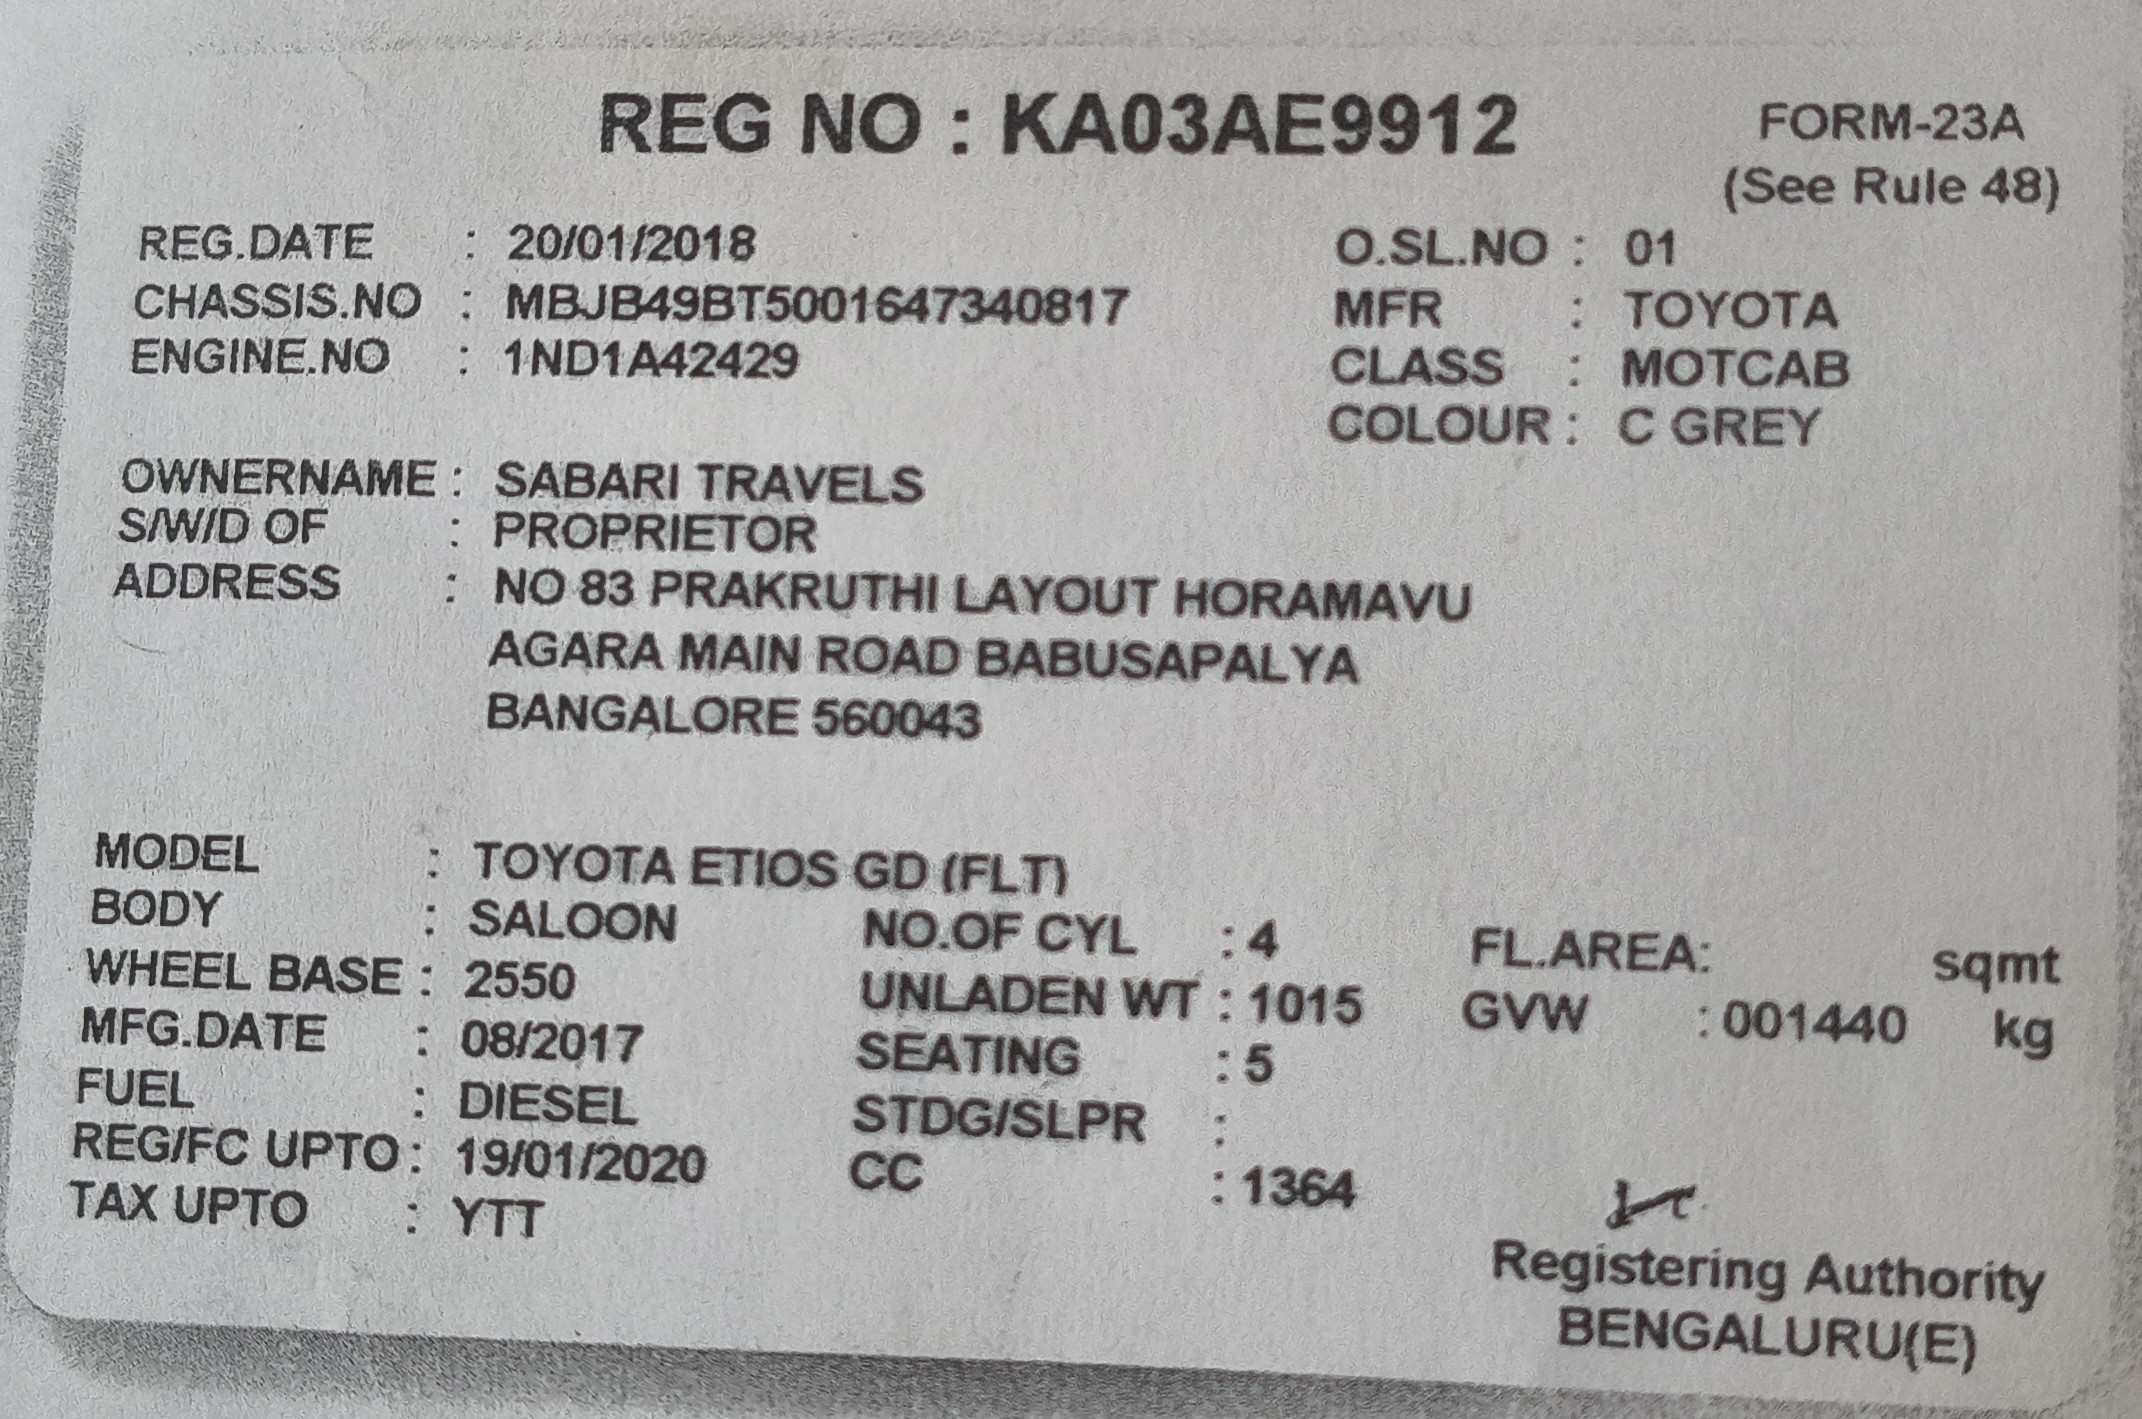 REG NO : KA03AE9912
FORM-23A
(See Rule 48)
REG.DATE : 20/01/2018 O.SL.NO : 01
CHASSIS.NO : MBJB49BT5001647340817 MFR : TOYOTA
ENGINE.NO : 1ND1A42429 CLASS : MOTCAB
COLOUR : C GREY
OWNERNAME : SABARI TRAVELS
S/W/D OF : PROPRIETOR
ADDRESS : NO 83 PRAKRUTHI LAYOUT HORAMAVU
AGARA MAIN ROAD BABUSAPALYA
BANGALORE 560043
MODEL : TOYOTA ETIOS GD (FLT)
BODY : SALOON NO.OF CYL : 4 FL.AREA: sqmt
WHEEL BASE : 2550 UNLADEN WT : 1015 GVW : 001440 kg
MFG.DATE : 08/2017 SEATING : 5
FUEL : DIESEL STDG/SLPR :
REG/FC UPTO : 19/01/2020 CC : 1364
TAX UPTO : YTT
Registering Authority
BENGALURU(E)